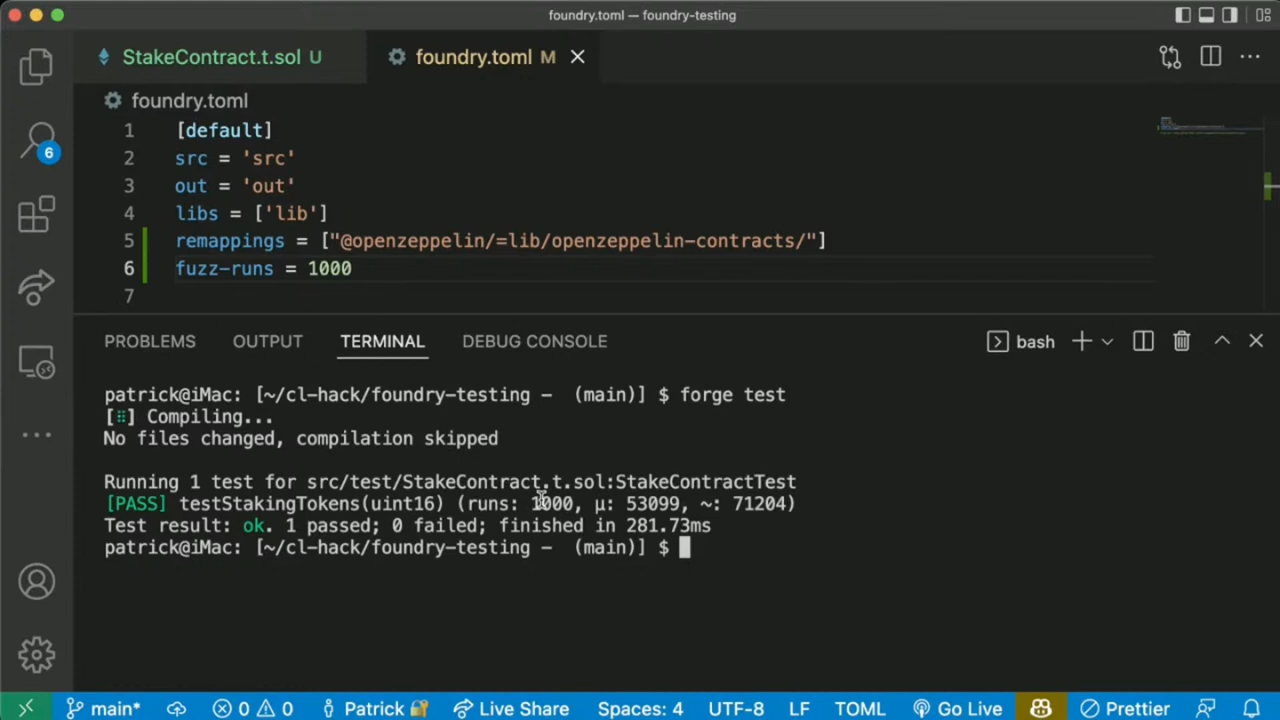 foundry.toml — foundry-testing
StakeContract.t.sol U
foundry.toml M
foundry.toml
1 [default]
2 src = 'src'
3 out = 'out'
4 libs = ['lib']
5 remappings = ["@openzeppelin/=lib/openzeppelin-contracts/"]
6 fuzz-runs = 1000
7
6
PROBLEMS OUTPUT TERMINAL DEBUG CONSOLE bash
patrick@iMac: [~/cl-hack/foundry-testing - (main)] $ forge test
[⠿] Compiling...
No files changed, compilation skipped
Running 1 test for src/test/StakeContract.t.sol:StakeContractTest
[PASS] testStakingTokens(uint16) (runs: 1000, μ: 53099, ~: 71204)
Test result: ok. 1 passed; 0 failed; finished in 281.73ms
patrick@iMac: [~/cl-hack/foundry-testing - (main)] $
main* 0 0 Patrick Live Share Spaces: 4 UTF-8 LF TOML Go Live Prettier